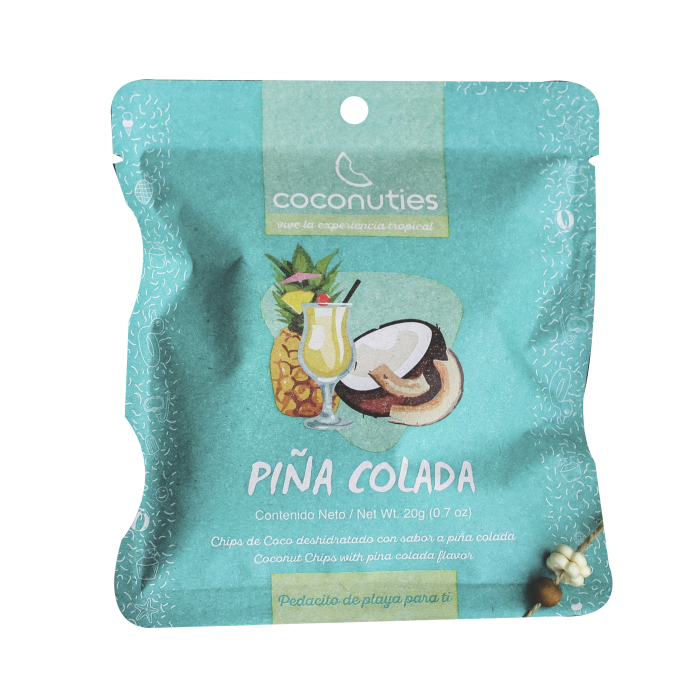 coconuties
vive la experiencia tropical
PIÑA COLADA
Contenido Neto / Net Wt. 20g (0.7 oz)
Chips de Coco deshidratado con sabor a piña colada
Coconut Chips with pina colada flavor
Pedacito de playa para ti